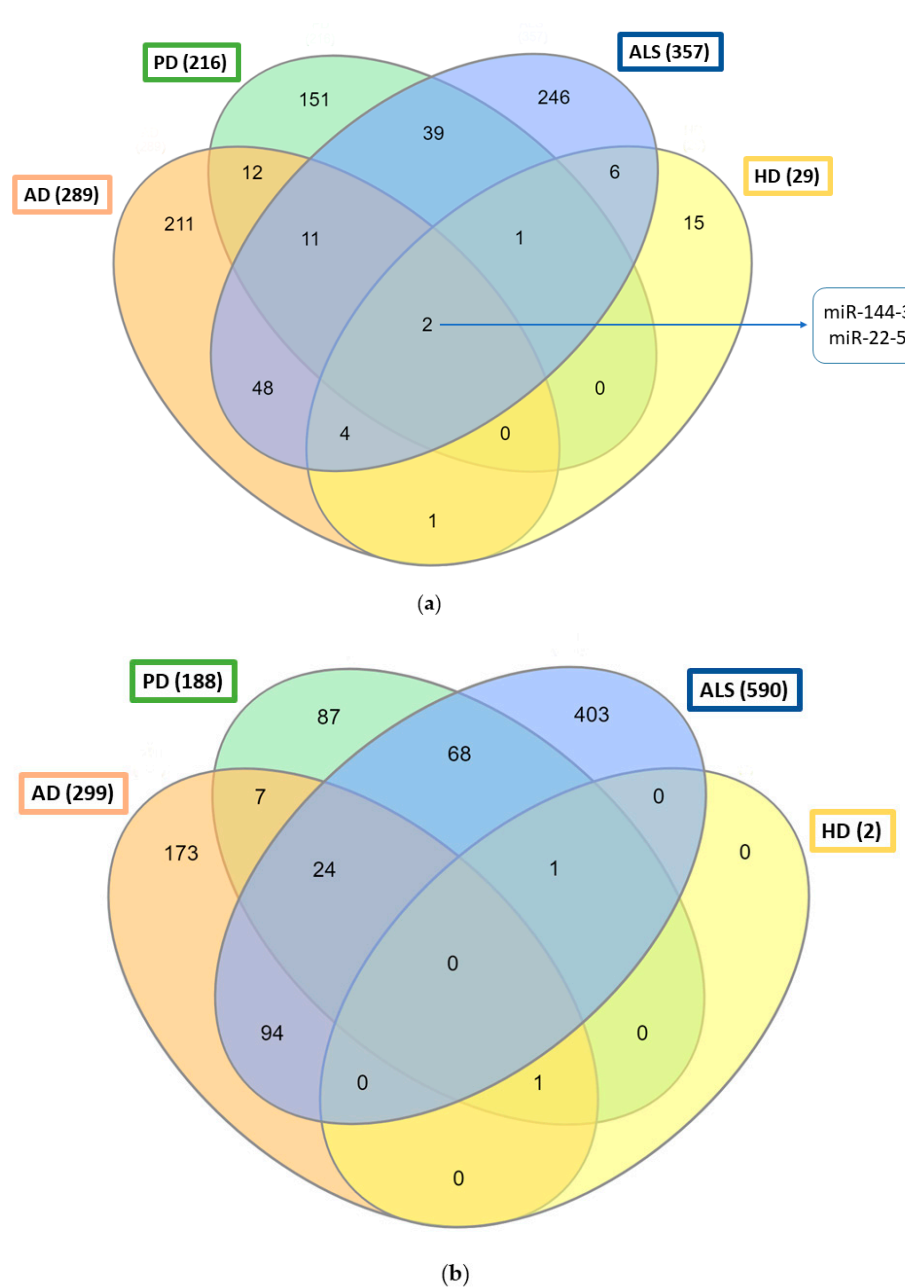 PD (216)
ALS (357)
151
246
39
12
6
AD (289)
HD (29)
211
11
1
15
2
miR-144-3
miR-22-5
48
0
4
0
1
(a)
PD (188)
ALS (590)
87
403
68
AD (299)
7
0
HD (2)
173
24
1
0
0
94
0
0
1
0
(b)